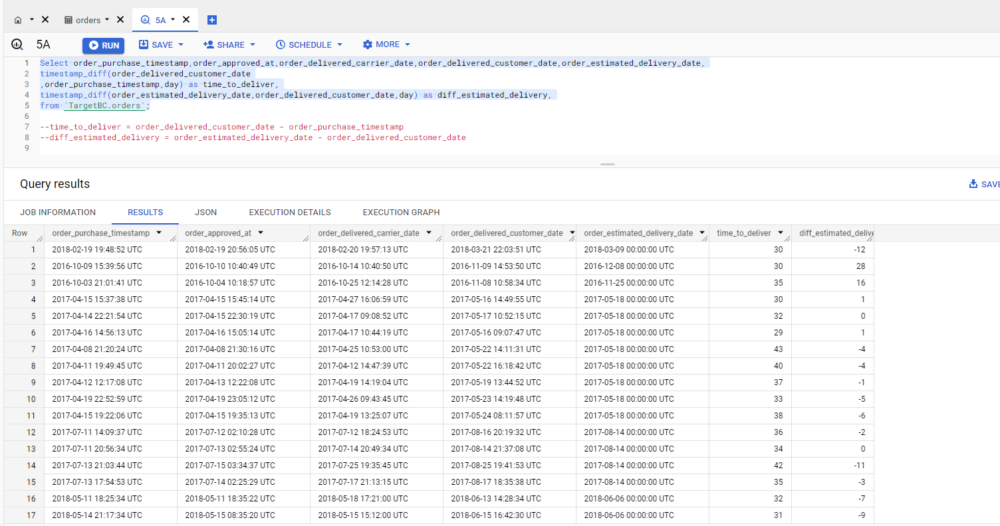 orders 5A
5A RUN SAVE SHARE SCHEDULE MORE
1 Select order_purchase_timestamp,order_approved_at,order_delivered_carrier_date,order_delivered_customer_date,order_estimated_delivery_date,
2 timestamp_diff(order_delivered_customer_date
3 ,order_purchase_timestamp,day) as time_to_deliver,
4 timestamp_diff(order_estimated_delivery_date,order_delivered_customer_date,day) as diff_estimated_delivery,
5 from `TargetBC.orders`;
6
7 --time_to_deliver = order_delivered_customer_date - order_purchase_timestamp
8 --diff_estimated_delivery = order_estimated_delivery_date - order_delivered_customer_date
9
Query results SAVE
JOB INFORMATION RESULTS JSON EXECUTION DETAILS EXECUTION GRAPH
Row order_purchase_timestamp order_approved_at order_delivered_carrier_date order_delivered_customer_date order_estimated_delivery_date time_to_deliver diff_estimated_delive
1 2018-02-19 19:48:52 UTC 2018-02-19 20:56:05 UTC 2018-02-20 19:57:13 UTC 2018-03-21 22:03:51 UTC 2018-03-09 00:00:00 UTC 30 -12
2 2016-10-09 15:39:56 UTC 2016-10-10 10:40:49 UTC 2016-10-14 10:40:50 UTC 2016-11-09 14:53:50 UTC 2016-12-08 00:00:00 UTC 30 28
3 2016-10-03 21:01:41 UTC 2016-10-04 10:18:57 UTC 2016-10-25 12:14:28 UTC 2016-11-08 10:58:34 UTC 2016-11-25 00:00:00 UTC 35 16
4 2017-04-15 15:37:38 UTC 2017-04-15 15:45:14 UTC 2017-04-27 16:06:59 UTC 2017-05-16 14:49:55 UTC 2017-05-18 00:00:00 UTC 30 1
5 2017-04-14 22:21:54 UTC 2017-04-15 22:30:19 UTC 2017-04-17 09:08:52 UTC 2017-05-17 10:52:15 UTC 2017-05-18 00:00:00 UTC 32 0
6 2017-04-16 14:56:13 UTC 2017-04-16 15:05:14 UTC 2017-04-17 10:44:19 UTC 2017-05-16 09:07:47 UTC 2017-05-18 00:00:00 UTC 29 1
7 2017-04-08 21:20:24 UTC 2017-04-08 21:30:16 UTC 2017-04-25 10:53:00 UTC 2017-05-22 14:11:31 UTC 2017-05-18 00:00:00 UTC 43 -4
8 2017-04-11 19:49:45 UTC 2017-04-11 20:02:27 UTC 2017-04-12 14:47:39 UTC 2017-05-22 16:18:42 UTC 2017-05-18 00:00:00 UTC 40 -4
9 2017-04-12 12:17:08 UTC 2017-04-13 12:22:08 UTC 2017-04-19 14:19:04 UTC 2017-05-19 13:44:52 UTC 2017-05-18 00:00:00 UTC 37 -1
10 2017-04-19 22:52:59 UTC 2017-04-19 23:05:12 UTC 2017-04-26 09:43:45 UTC 2017-05-23 14:19:48 UTC 2017-05-18 00:00:00 UTC 33 -5
11 2017-04-15 19:22:06 UTC 2017-04-15 19:35:13 UTC 2017-04-19 13:25:07 UTC 2017-05-24 08:11:57 UTC 2017-05-18 00:00:00 UTC 38 -6
12 2017-07-11 14:09:37 UTC 2017-07-12 02:10:28 UTC 2017-07-12 18:24:53 UTC 2017-08-16 20:19:32 UTC 2017-08-14 00:00:00 UTC 36 -2
13 2017-07-11 20:56:34 UTC 2017-07-13 02:55:24 UTC 2017-07-14 20:49:34 UTC 2017-08-14 21:37:08 UTC 2017-08-14 00:00:00 UTC 34 0
14 2017-07-13 21:03:44 UTC 2017-07-15 03:34:37 UTC 2017-07-25 19:35:45 UTC 2017-08-25 19:41:53 UTC 2017-08-14 00:00:00 UTC 42 -11
15 2017-07-13 17:54:53 UTC 2017-07-14 02:25:29 UTC 2017-07-17 21:13:15 UTC 2017-08-17 18:35:38 UTC 2017-08-14 00:00:00 UTC 35 -3
16 2018-05-11 18:25:34 UTC 2018-05-11 18:35:22 UTC 2018-05-18 17:21:00 UTC 2018-06-13 14:28:34 UTC 2018-06-06 00:00:00 UTC 32 -7
17 2018-05-14 21:17:34 UTC 2018-05-15 08:35:20 UTC 2018-05-15 15:12:00 UTC 2018-06-15 16:42:30 UTC 2018-06-06 00:00:00 UTC 31 -9